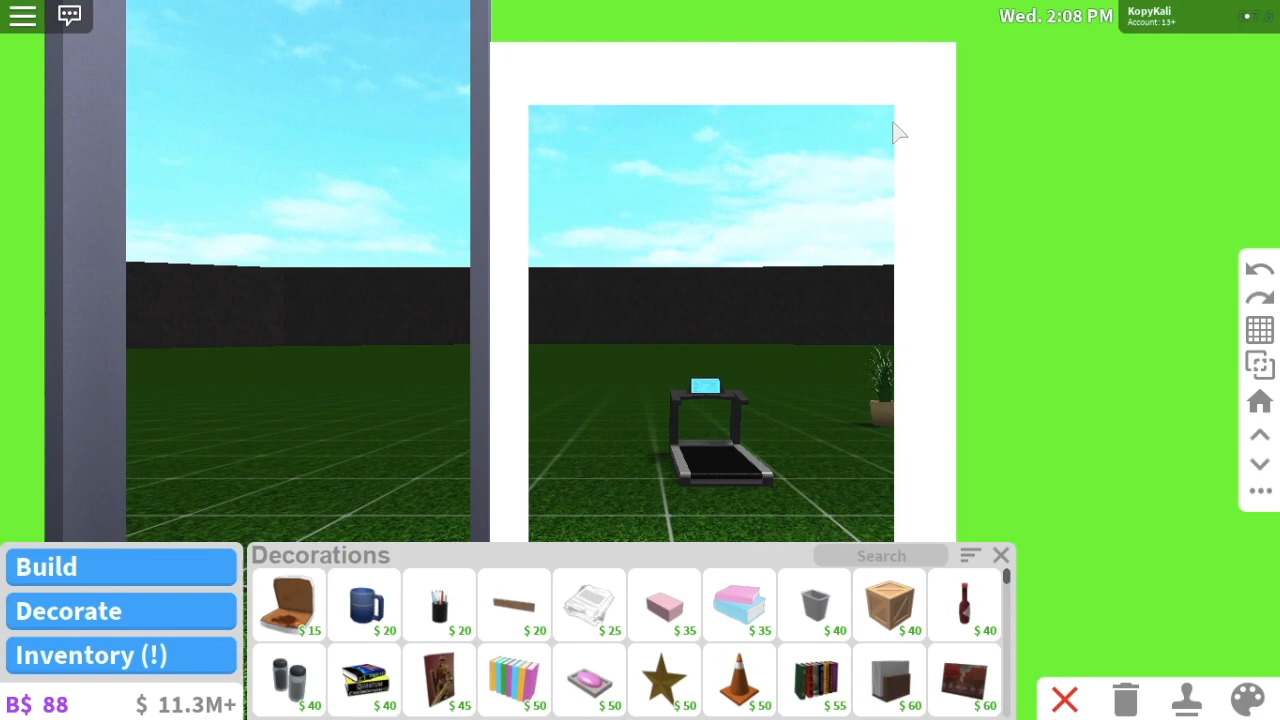 Wed. 2:08 PM
KopyKali
Account: 13+
Build
Decorate
Inventory (!)
B$ 88
$ 11.3M+
Decorations
Search
$ 15
$ 20
$ 20
$ 20
$ 25
$ 35
$ 35
$ 40
$ 40
$ 40
$ 40
$ 40
$ 45
$ 50
$ 50
$ 50
$ 50
$ 55
$ 60
$ 60